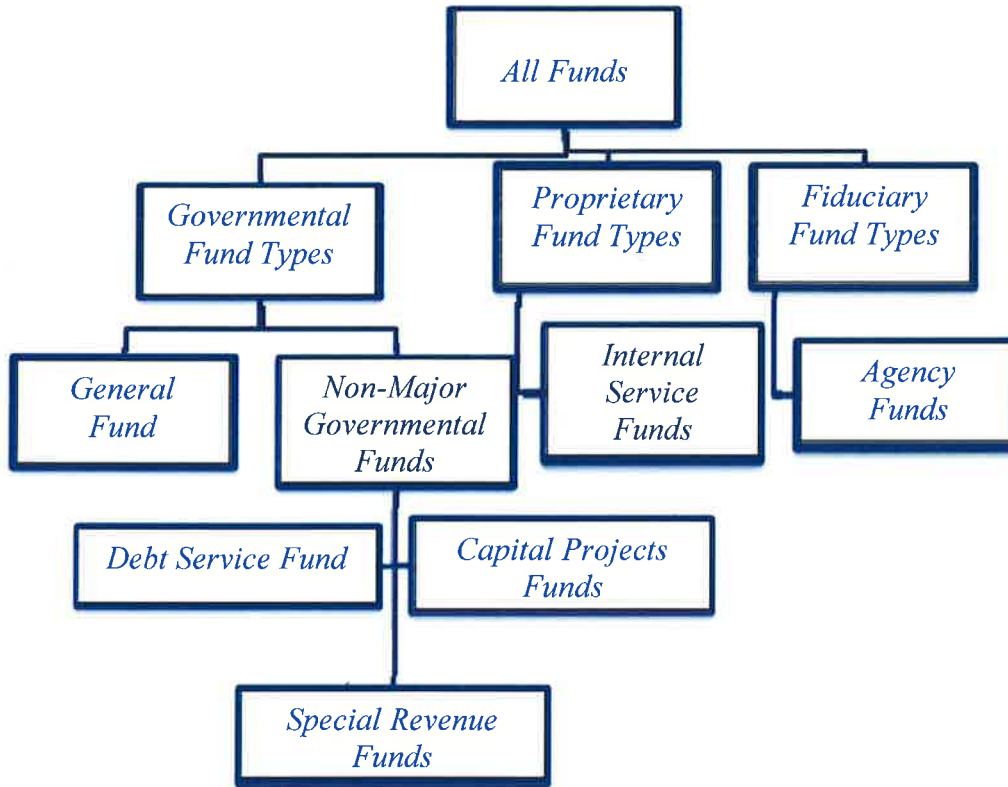 All Funds
Governmental
Fund Types
Proprietary
Fund Types
Fiduciary
Fund Types
General
Fund
Non-Major
Governmental
Funds
Internal
Service
Funds
Agency
Funds
Debt Service Fund
Capital Projects
Funds
Special Revenue
Funds